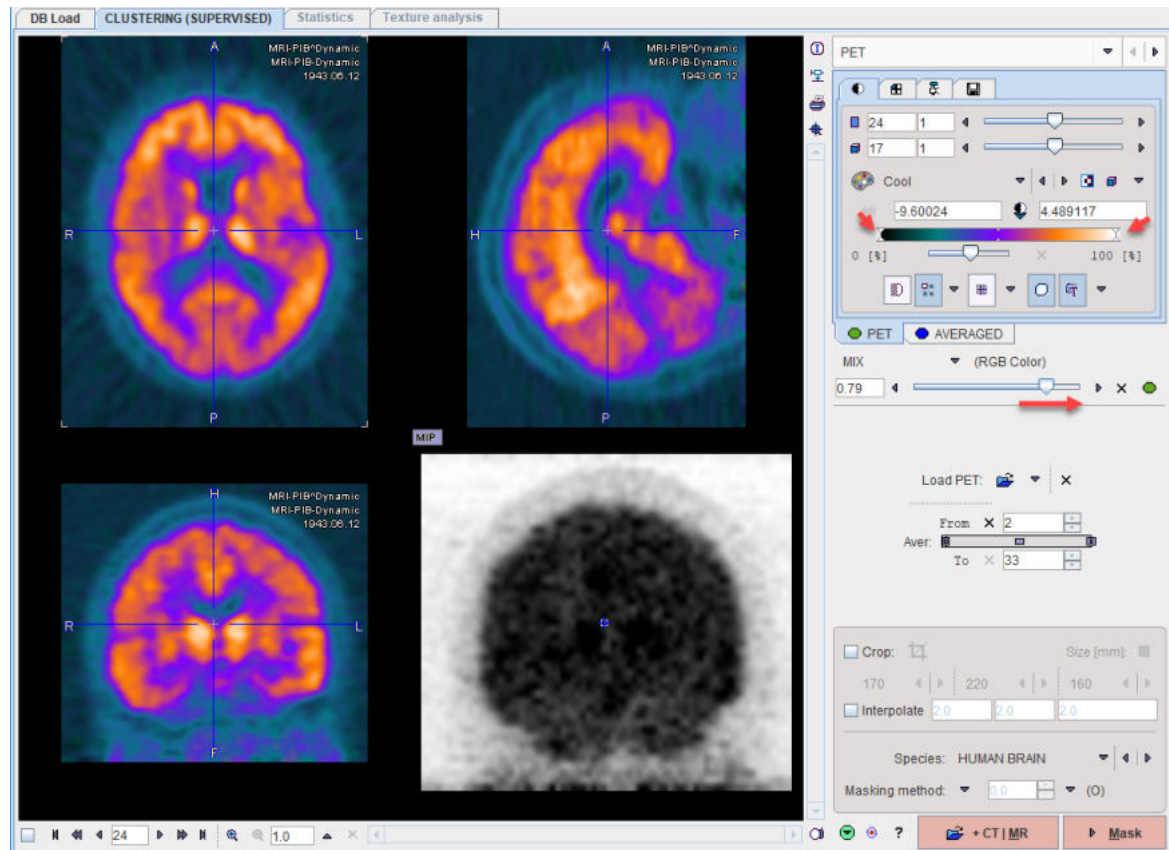 DB Load CLUSTERING (SUPERVISED) Statistics Texture analysis
A
MRI-PIB^Dynamic
MRI-PIB-Dynamic
1943.06.12
R
L
P
A
MRI-PIB^Dynamic
MRI-PIB-Dynamic
1943.06.12
H
F
P
H
MRI-PIB^Dynamic
MRI-PIB-Dynamic
1943.06.12
R
L
F
MIP
PET
24 1
17 1
Cool
-9.60024 4.489117
0 [%] 100 [%]
PET AVERAGED
MIX (RGB Color)
0.79
Load PET:
From 2
Aver:
To 33
Crop: Size [mm]:
170 220 160
Interpolate 2.0 2.0 2.0
Species: HUMAN BRAIN
Masking method: 0.0 (O)
24 1.0 ? + CT | MR Mask